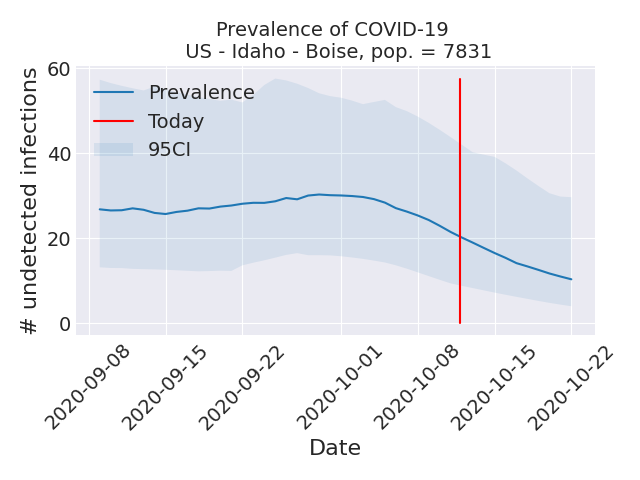 Prevalence of COVID-19
US - Idaho - Boise, pop. = 7831
# undetected infections
60
40
20
0
Prevalence
Today
95CI
2020-09-08
2020-09-15
2020-09-22
2020-10-01
2020-10-08
2020-10-15
2020-10-22
Date